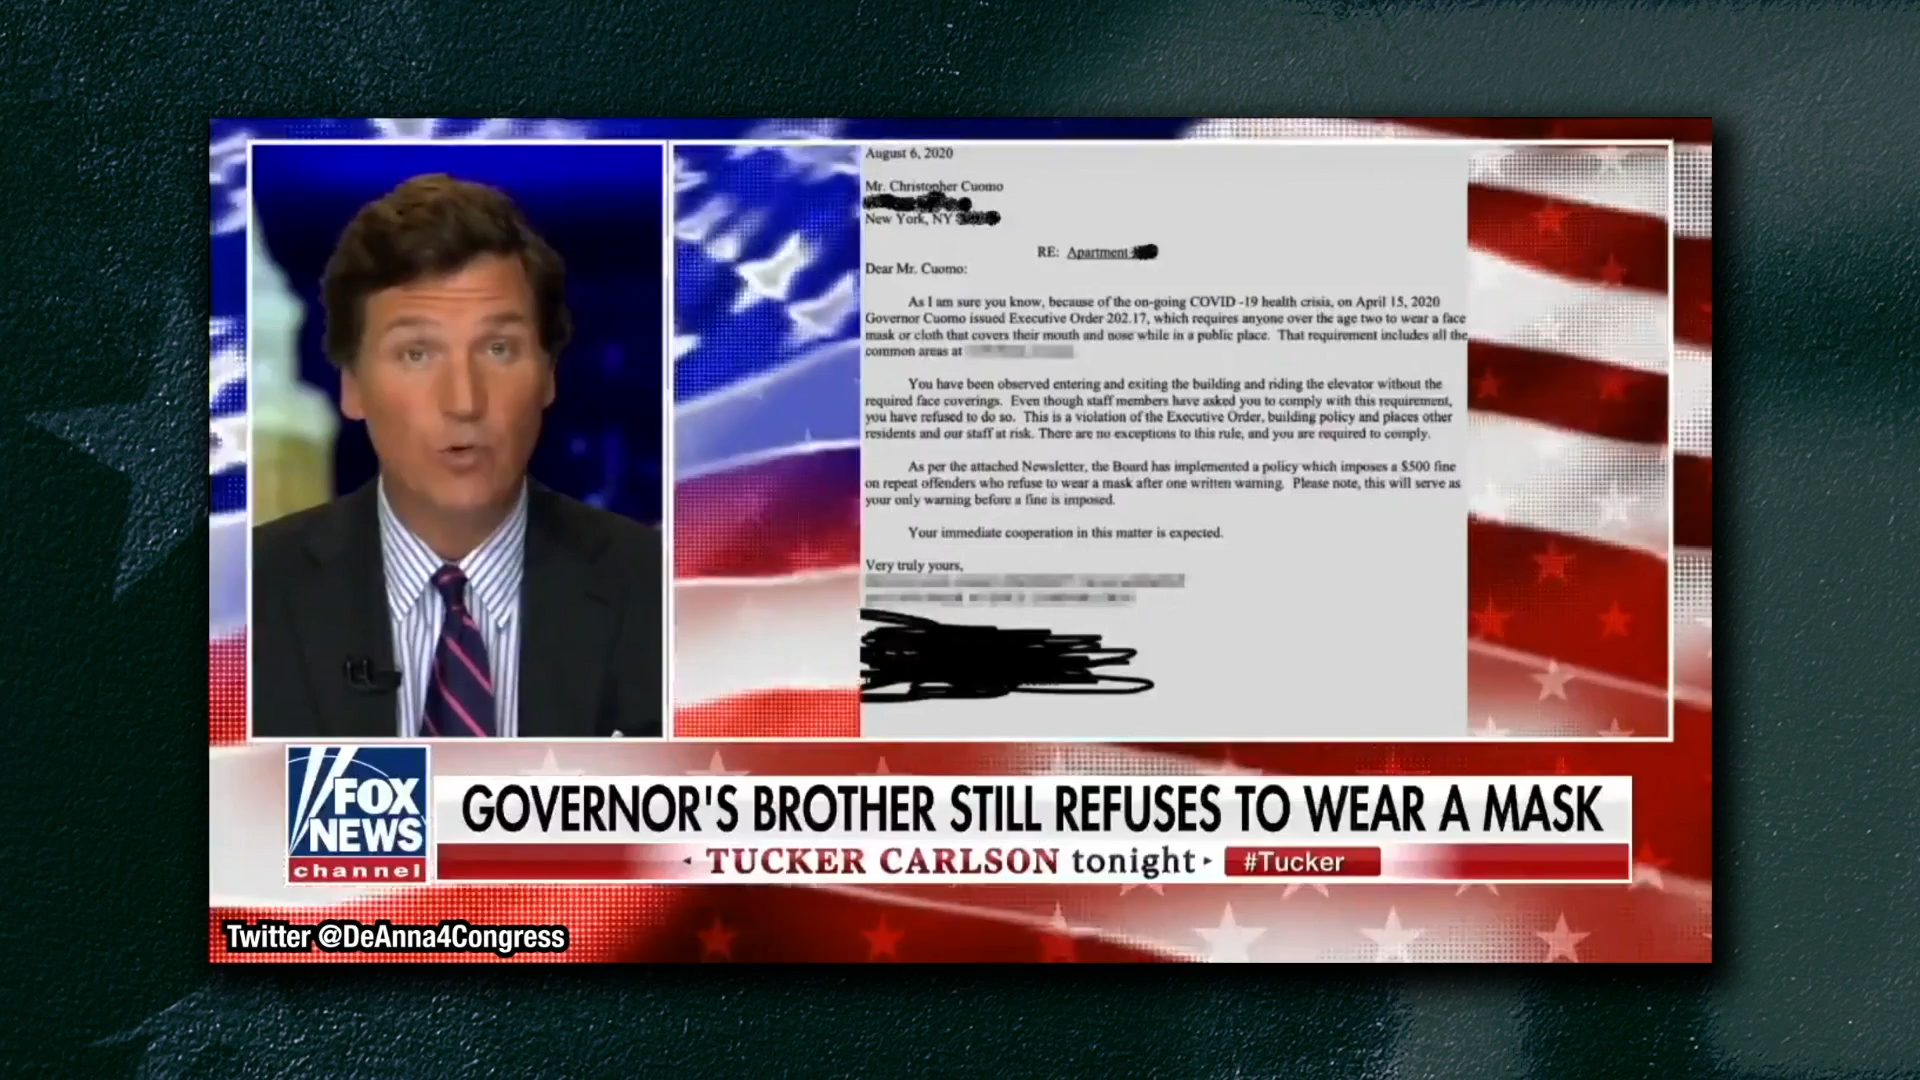 August 6, 2020
Mr. Christopher Cuomo
New York, NY
RE: Apartment
Dear Mr. Cuomo:
As I am sure you know, because of the on-going COVID -19 health crisis, on April 15, 2020
Governor Cuomo issued Executive Order 202.17, which requires anyone over the age two to wear a face
mask or cloth that covers their mouth and nose while in a public place. That requirement includes all the
common areas at
You have been observed entering and exiting the building and riding the elevator without the
required face coverings. Even though staff members have asked you to comply with this requirement,
you have refused to do so. This is a violation of the Executive Order, building policy and places other
residents and our staff at risk. There are no exceptions to this rule, and you are required to comply.
As per the attached Newsletter, the Board has implemented a policy which imposes a $500 fine
on repeat offenders who refuse to wear a mask after one written warning. Please note, this will serve as
your only warning before a fine is imposed.
Your immediate cooperation in this matter is expected.
Very truly yours,
FOX
NEWS
channel
GOVERNOR'S BROTHER STILL REFUSES TO WEAR A MASK
TUCKER CARLSON tonight
#Tucker
Twitter @DeAnna4Congress